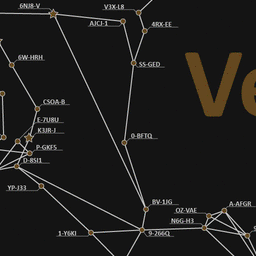 6NJ8-V
V3X-L8
AJCJ-1
4RX-EE
6W-HRH
5S-GED
Ve
CSOA-B
E-7U8U
K3JR-J
0-BFTQ
P-GKF5
D-8SI1
YP-J33
BV-1JG
A-AFGR
OZ-VAE
N6G-H3
1-Y6KI
9-266Q